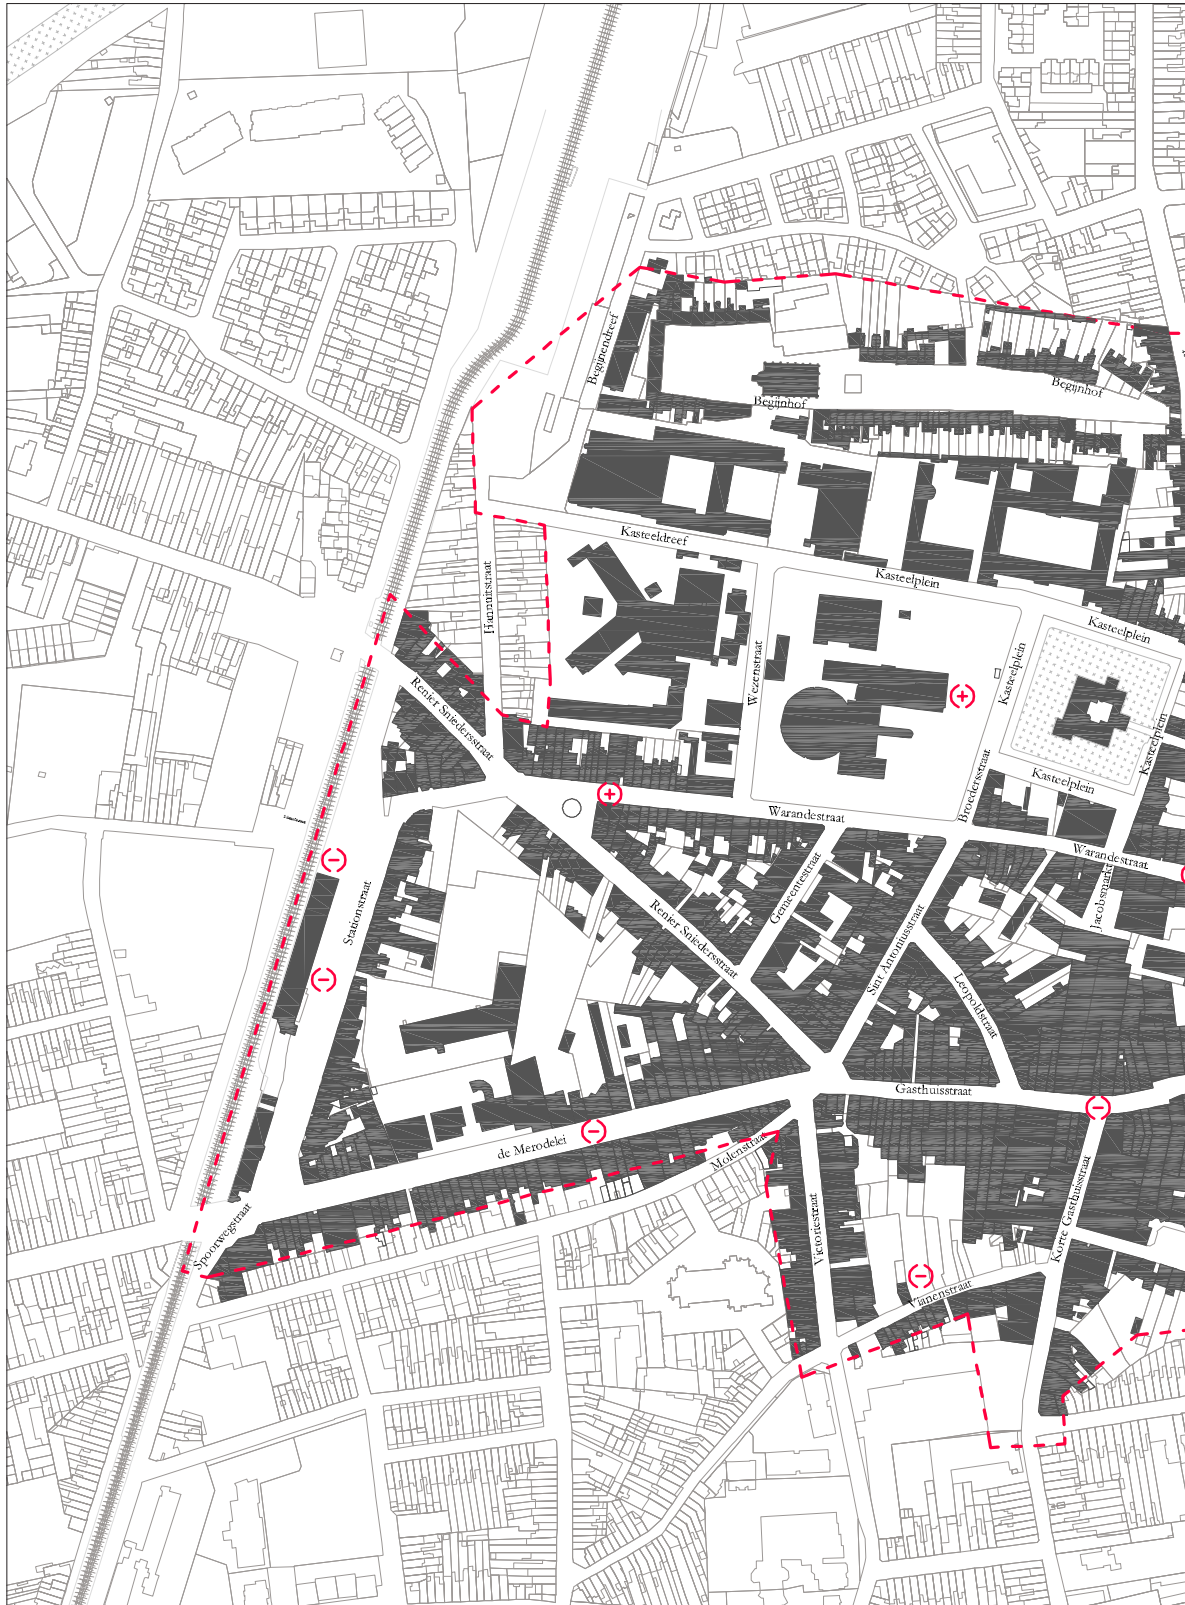 Begijnendreef
Begijnhof
Begijnhof
Kasteeldreef
Kasteelplein
Hannuitstraat
Kasteelplein
Wezenstraat
Kasteelplein
Renier Sniedersstraat
Kasteelplein
Kasteelplein
Broedersstraat
Warandestraat
Warandestraat
Gemeentestraat
Jacobsmarkt
Stationstraat
Renier Sniedersstraat
Sint Antoniusstraat
Leopoldstraat
Gasthuisstraat
de Merodelei
Molenstraat
Korte Gasthuisstraat
Victoriestraat
Spoorwegstraat
Vianenstraat